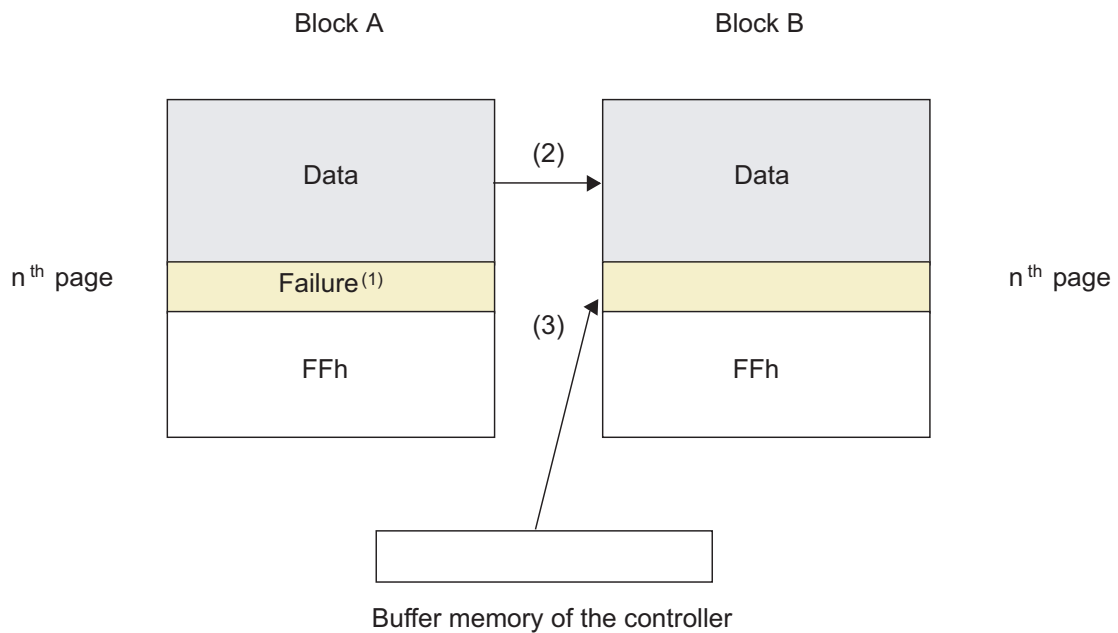 Block A
Block B
Data
(2)
Data
n th page
Failure (1)
n th page
(3)
FFh
FFh
Buffer memory of the controller